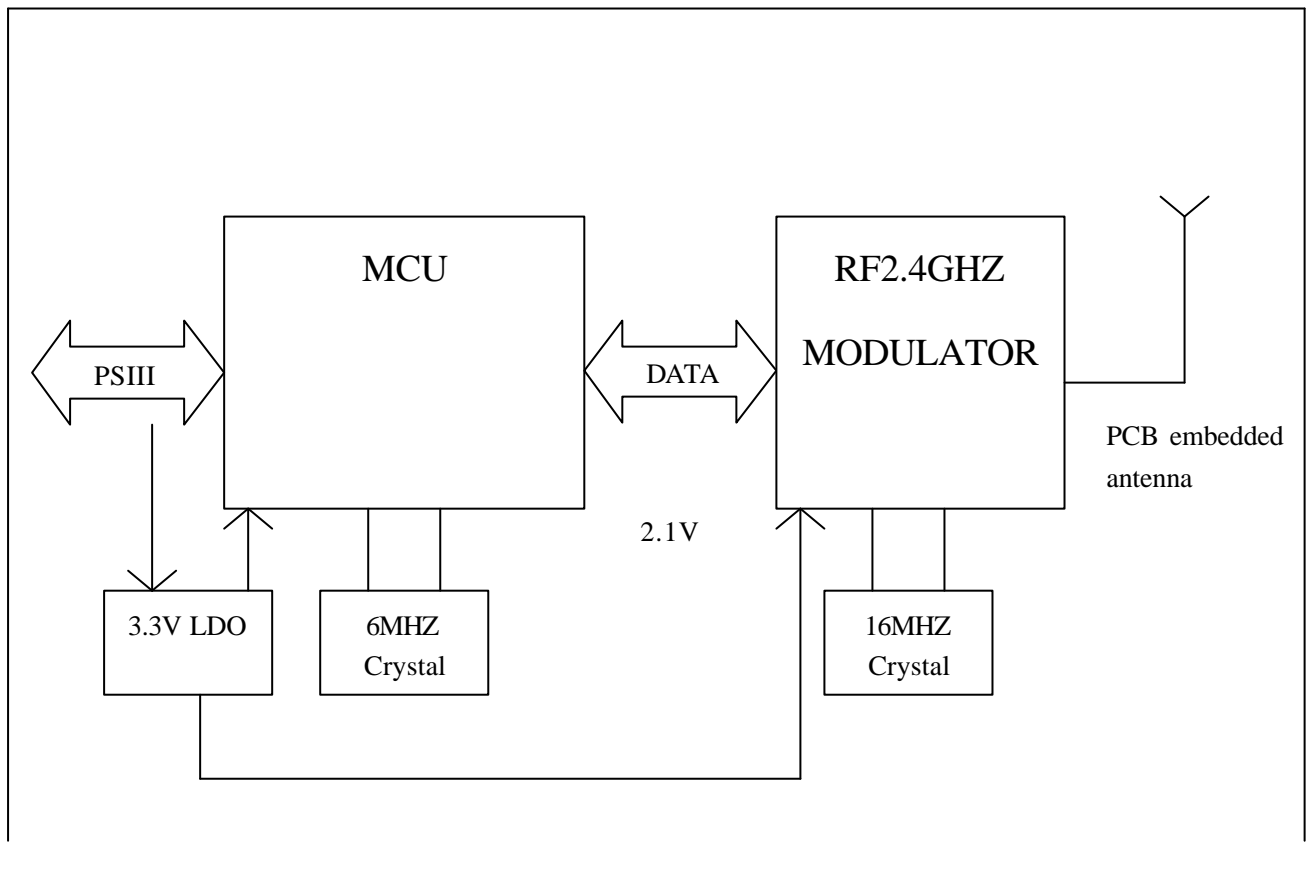 MCU
RF2.4GHZ
MODULATOR
PSIII
DATA
PCB embedded
antenna
2.1V
3.3V LDO
6MHZ
Crystal
16MHZ
Crystal